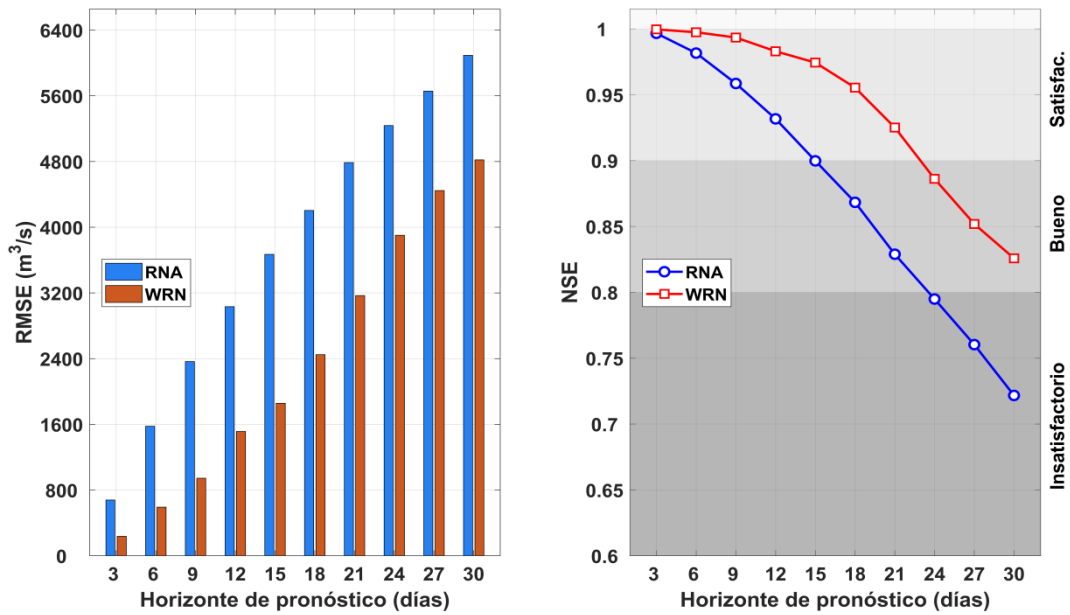 6400
5600
4800
4000
3200
2400
1600
800
0
RMSE (m³/s)
RNA
WRN
3 6 9 12 15 18 21 24 27 30
Horizonte de pronóstico (días)
1
0.95
0.9
0.85
0.8
0.75
0.7
0.65
0.6
NSE
RNA
WRN
3 6 9 12 15 18 21 24 27 30
Horizonte de pronóstico (días)
Satisfac.
Bueno
Insatisfactorio